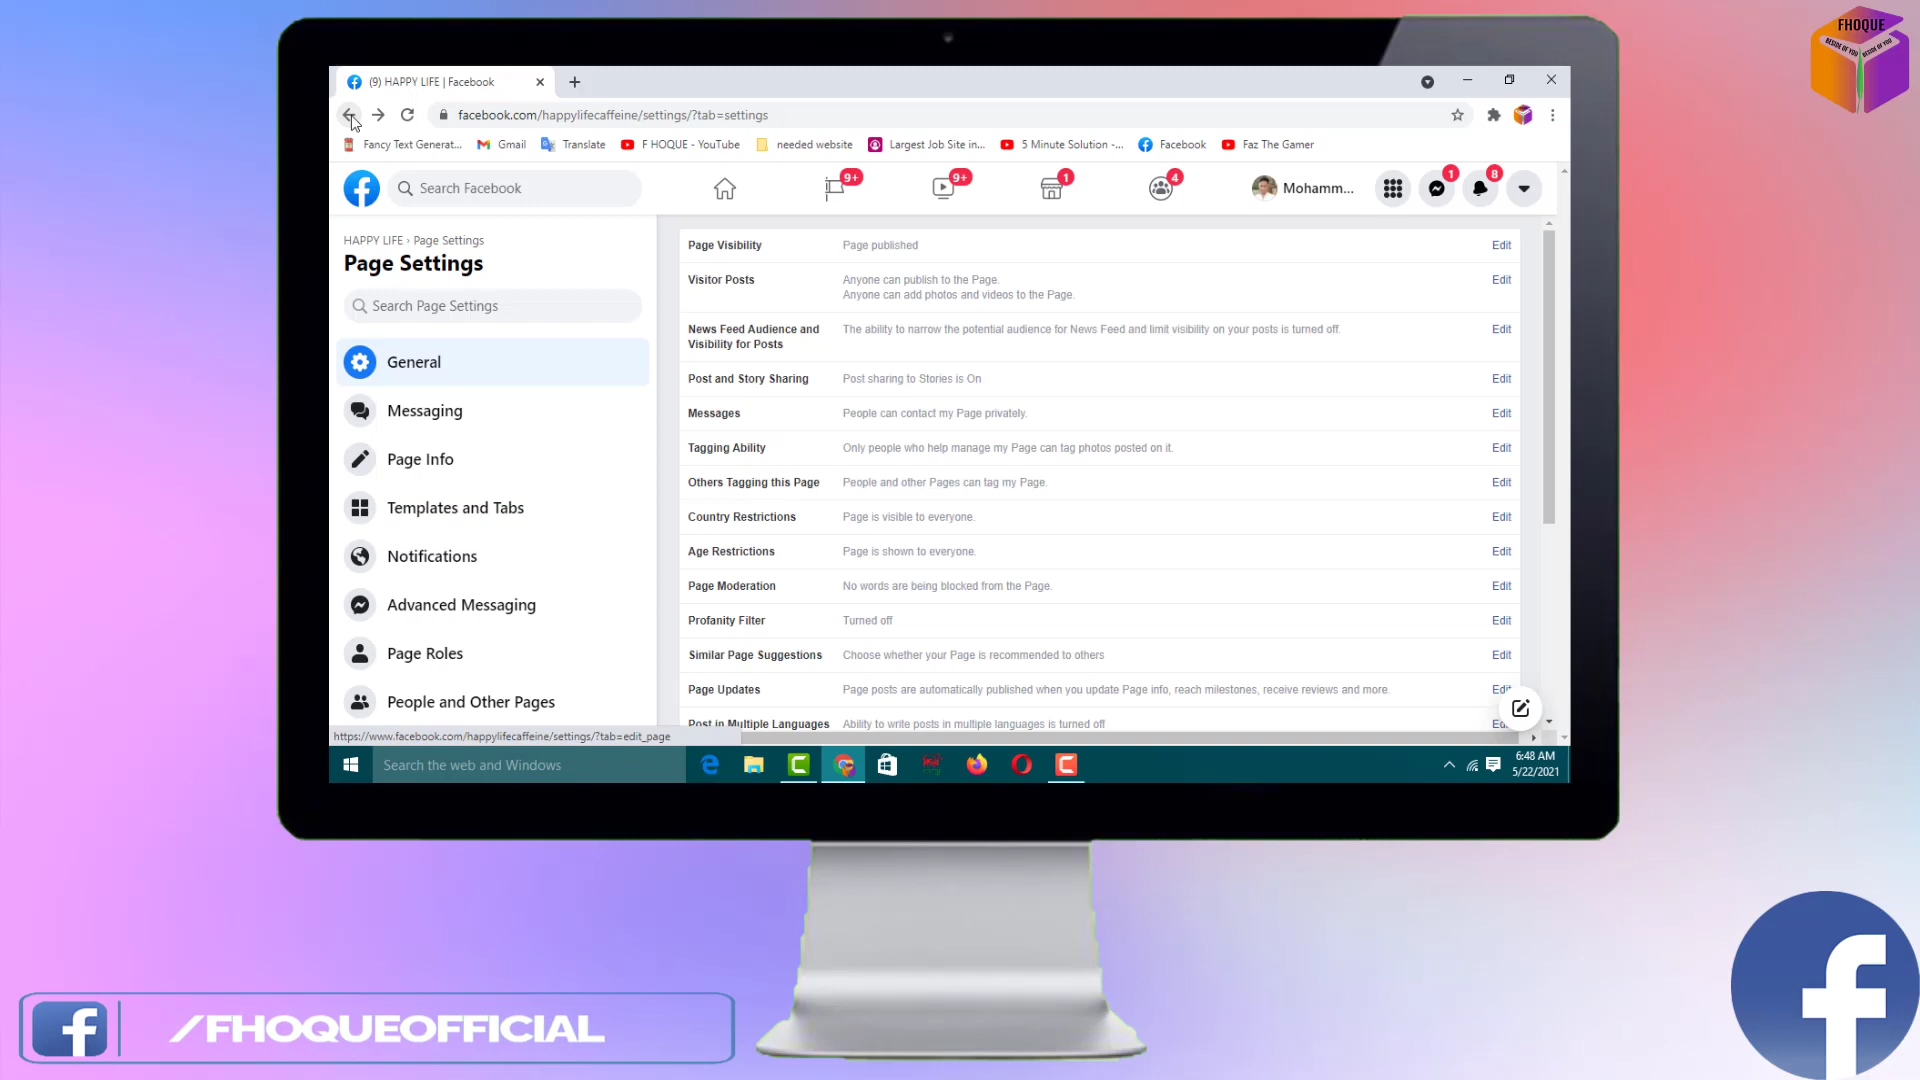 FHOQUE
BESIDE OF YOU BESIDE OF YOU
(9) HAPPY LIFE | Facebook
facebook.com/happylifecaffeine/settings/?tab=settings
Fancy Text Generat... Gmail Translate F HOQUE - YouTube needed website Largest Job Site in... 5 Minute Solution -... Facebook Faz The Gamer
Search Facebook 9+ 9+ 1 4 Mohamm... 1 8
HAPPY LIFE › Page Settings
Page Settings
Search Page Settings
General
Messaging
Page Info
Templates and Tabs
Notifications
Advanced Messaging
Page Roles
People and Other Pages
Page Visibility Page published Edit
Visitor Posts Anyone can publish to the Page. Edit
Anyone can add photos and videos to the Page.
News Feed Audience and The ability to narrow the potential audience for News Feed and limit visibility on your posts is turned off. Edit
Visibility for Posts
Post and Story Sharing Post sharing to Stories is On Edit
Messages People can contact my Page privately. Edit
Tagging Ability Only people who help manage my Page can tag photos posted on it. Edit
Others Tagging this Page People and other Pages can tag my Page. Edit
Country Restrictions Page is visible to everyone. Edit
Age Restrictions Page is shown to everyone. Edit
Page Moderation No words are being blocked from the Page. Edit
Profanity Filter Turned off Edit
Similar Page Suggestions Choose whether your Page is recommended to others Edit
Page Updates Page posts are automatically published when you update Page info, reach milestones, receive reviews and more. Edit
Post in Multiple Languages Ability to write posts in multiple languages is turned off
https://www.facebook.com/happylifecaffeine/settings/?tab=edit_page
Search the web and Windows
6:48 AM
5/22/2021
/FHOQUEOFFICIAL